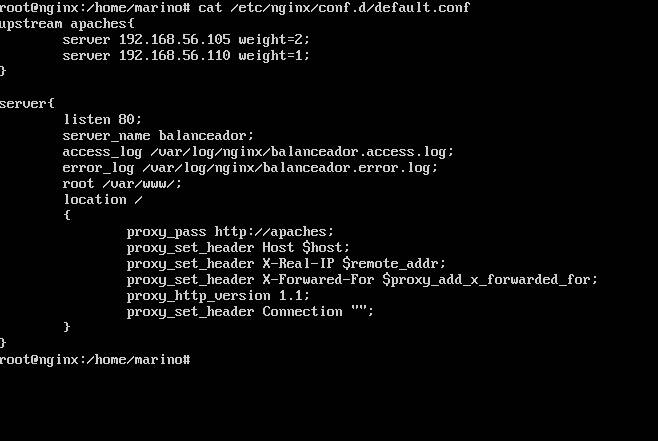 root@nginx:/home/marino# cat /etc/nginx/conf.d/default.conf
upstream apaches{
        server 192.168.56.105 weight=2;
        server 192.168.56.110 weight=1;
}

server{
        listen 80;
        server_name balanceador;
        access_log /var/log/nginx/balanceador.access.log;
        error_log /var/log/nginx/balanceador.error.log;
        root /var/www/;
        location /
        {
                proxy_pass http://apaches;
                proxy_set_header Host $host;
                proxy_set_header X-Real-IP $remote_addr;
                proxy_set_header X-Forwared-For $proxy_add_x_forwarded_for;
                proxy_http_version 1.1;
                proxy_set_header Connection "";
        }
}
root@nginx:/home/marino#